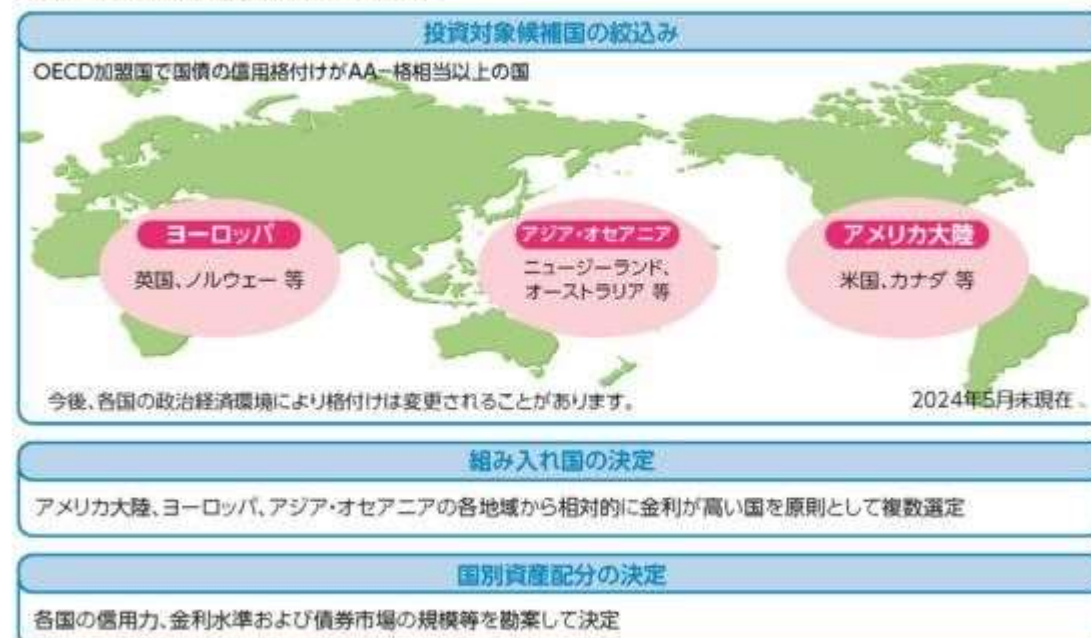 投資対象候補国の絞込み
OECD加盟国で国債の信用格付けがAA−格相当以上の国
ヨーロッパ
英国、ノルウェー 等
アジア・オセアニア
ニュージーランド、
オーストラリア 等
アメリカ大陸
米国、カナダ 等
今後、各国の政治経済環境により格付けは変更されることがあります。
2024年5月末現在
組み入れ国の決定
アメリカ大陸、ヨーロッパ、アジア・オセアニアの各地域から相対的に金利が高い国を原則として複数選定
国別資産配分の決定
各国の信用力、金利水準および債券市場の規模等を勘案して決定